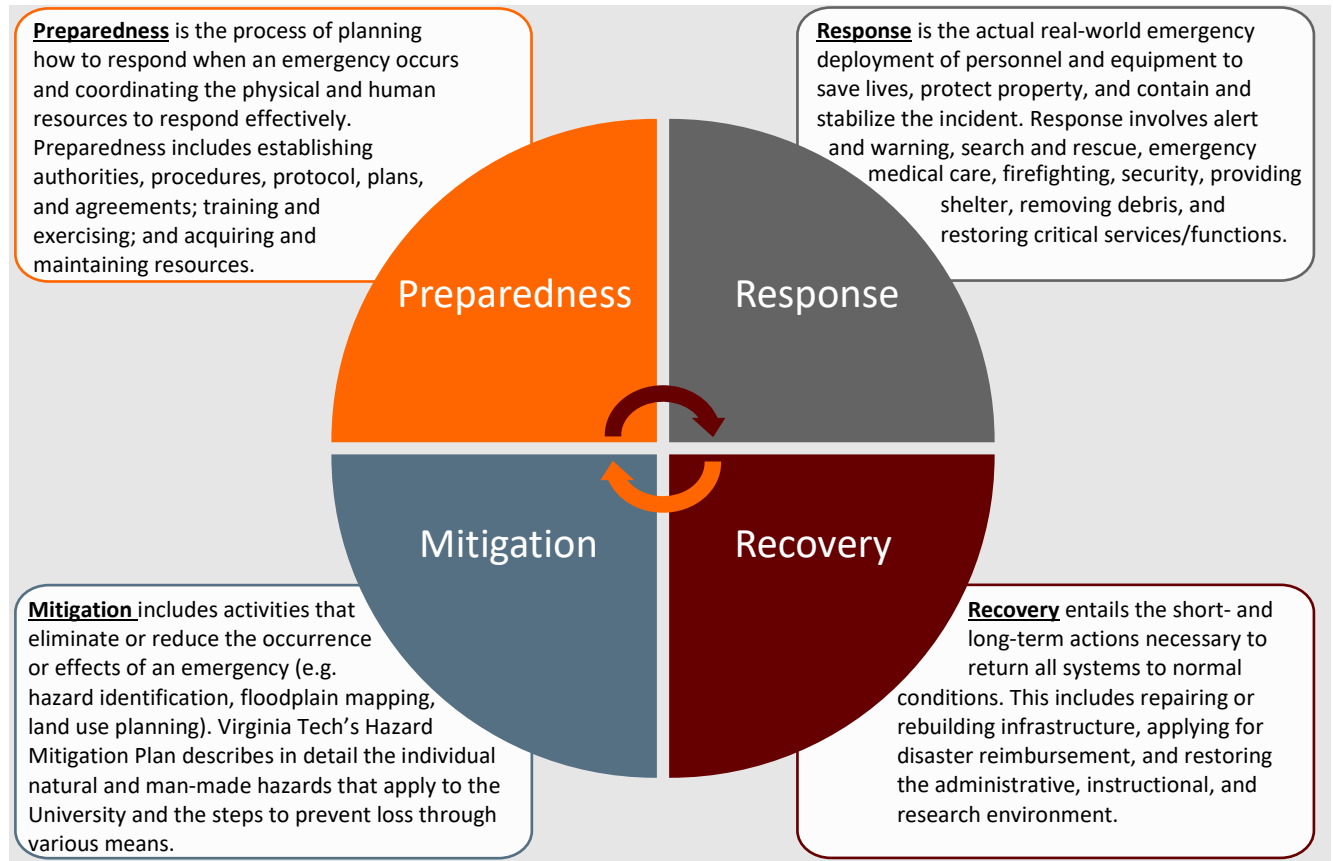 Preparedness is the process of planning
how to respond when an emergency occurs
and coordinating the physical and human
resources to respond effectively.
Preparedness includes establishing
authorities, procedures, protocol, plans,
and agreements; training and
exercising; and acquiring and
maintaining resources.
Response is the actual real-world emergency
deployment of personnel and equipment to
save lives, protect property, and contain and
stabilize the incident. Response involves alert
and warning, search and rescue, emergency
medical care, firefighting, security, providing
shelter, removing debris, and
restoring critical services/functions.
Preparedness
Response
Mitigation
Recovery
Mitigation includes activities that
eliminate or reduce the occurrence
or effects of an emergency (e.g.
hazard identification, floodplain mapping,
land use planning). Virginia Tech’s Hazard
Mitigation Plan describes in detail the individual
natural and man-made hazards that apply to the
University and the steps to prevent loss through
various means.
Recovery entails the short- and
long-term actions necessary to
return all systems to normal
conditions. This includes repairing or
rebuilding infrastructure, applying for
disaster reimbursement, and restoring
the administrative, instructional, and
research environment.